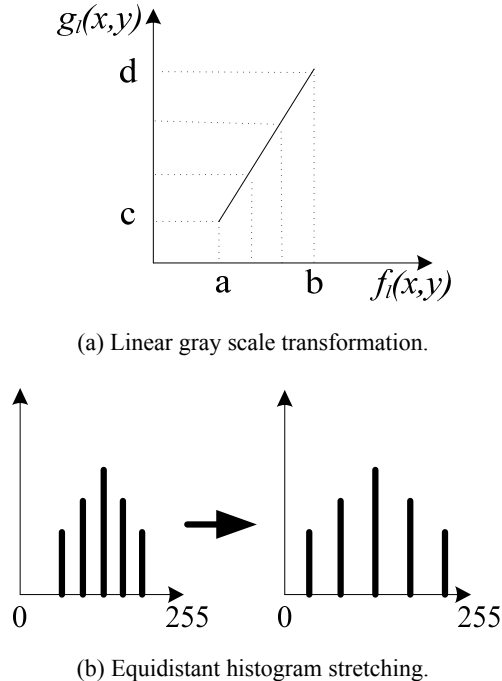 g_l(x,y)
d
c
a b f_l(x,y)
(a) Linear gray scale transformation.
0 255 0 255
(b) Equidistant histogram stretching.